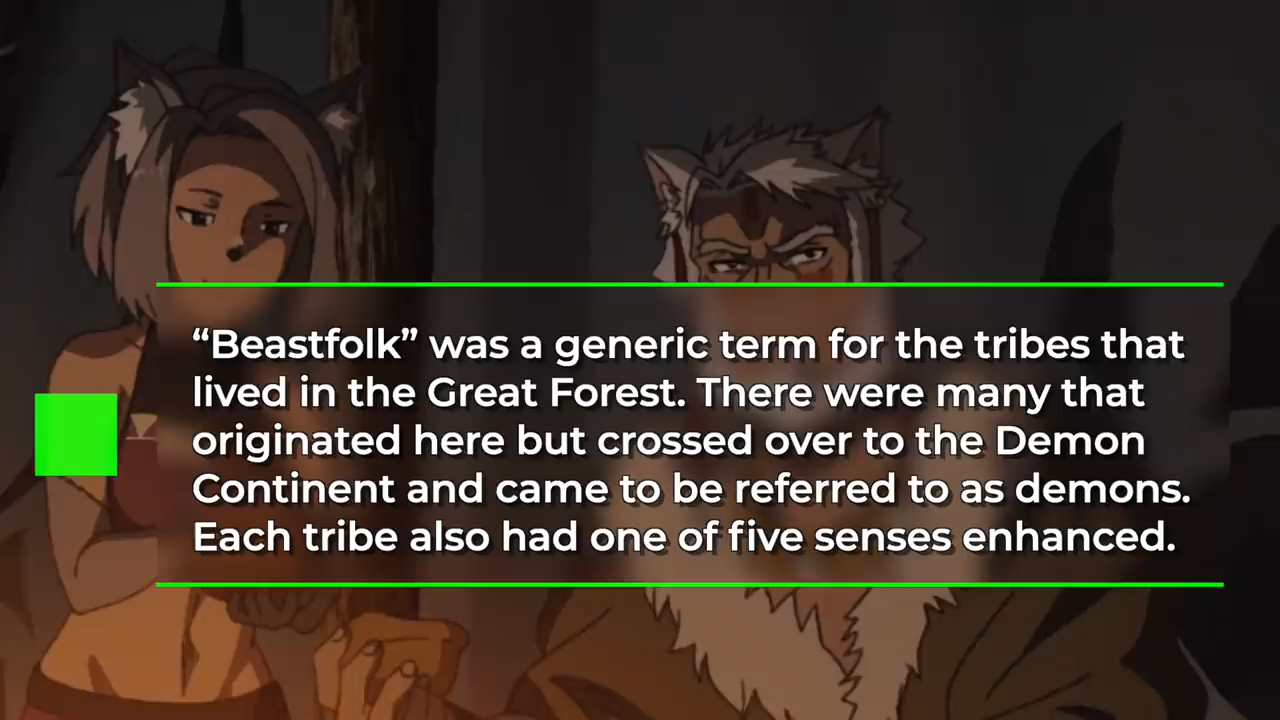 “Beastfolk” was a generic term for the tribes that
lived in the Great Forest. There were many that
originated here but crossed over to the Demon
Continent and came to be referred to as demons.
Each tribe also had one of five senses enhanced.